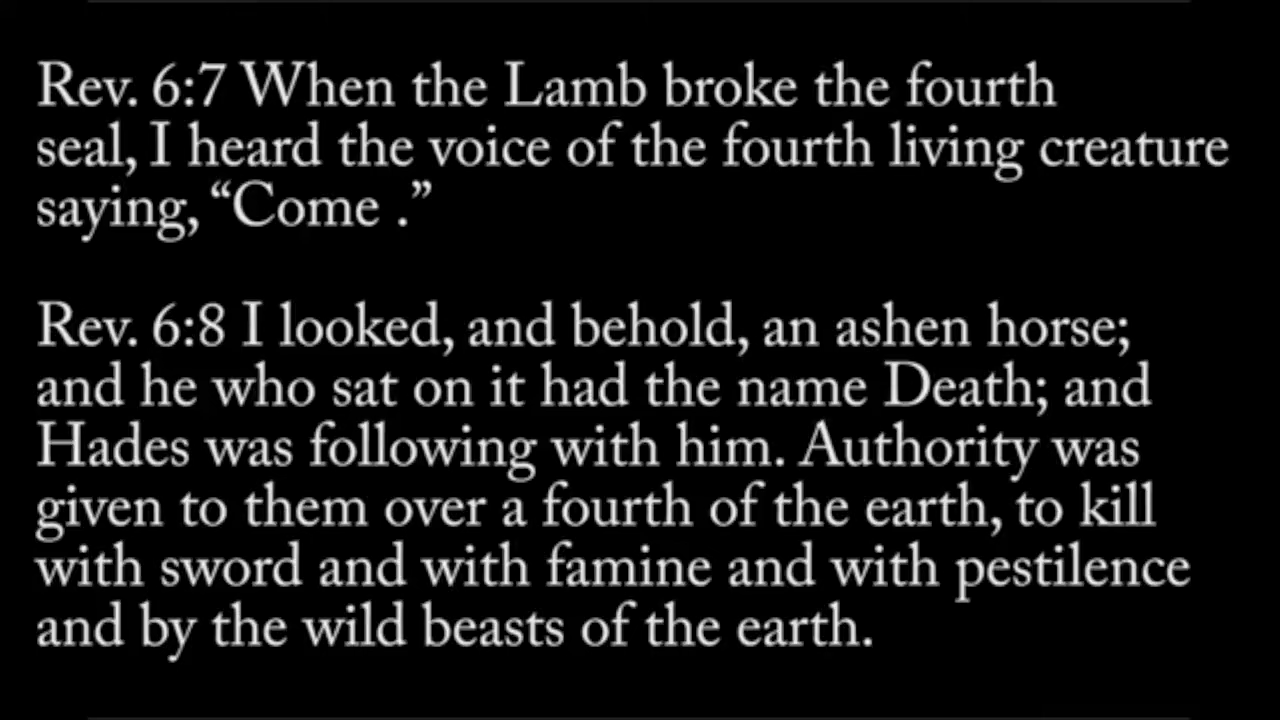 Rev. 6:7 When the Lamb broke the fourth
seal, I heard the voice of the fourth living creature
saying, “Come .”
Rev. 6:8 I looked, and behold, an ashen horse;
and he who sat on it had the name Death; and
Hades was following with him. Authority was
given to them over a fourth of the earth, to kill
with sword and with famine and with pestilence
and by the wild beasts of the earth.